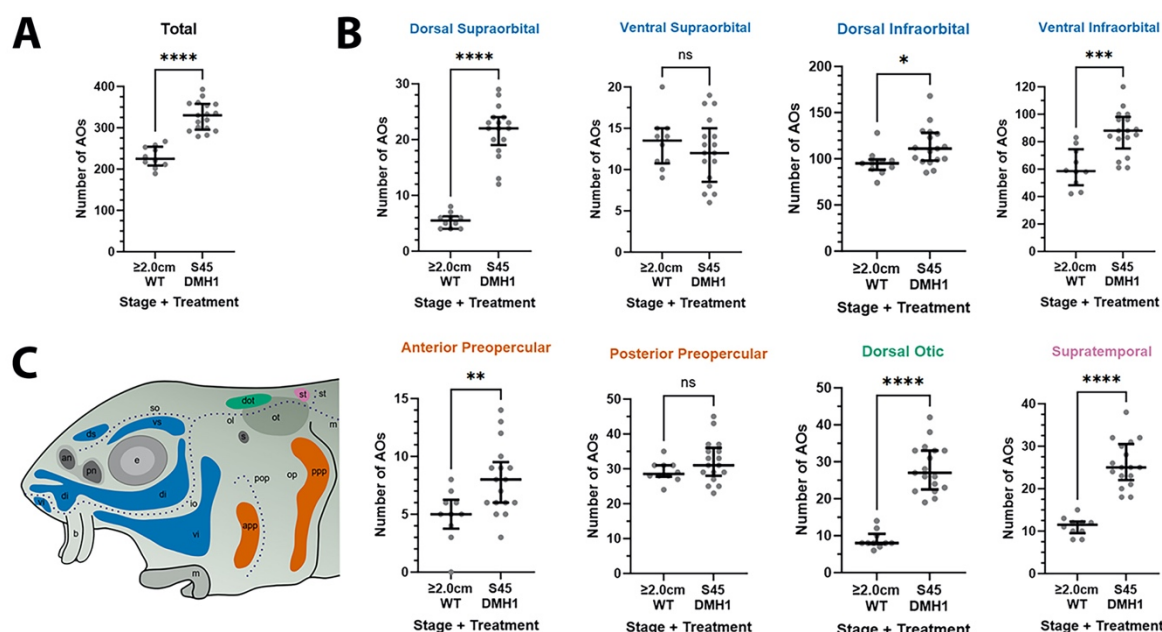 A
Total
****
Number of AOs
400
300
200
100
0
≥2.0cm
WT
S45
DMH1
Stage + Treatment
B
Dorsal Supraorbital
****
Number of AOs
30
20
10
0
≥2.0cm
WT
S45
DMH1
Stage + Treatment
Ventral Supraorbital
ns
Number of AOs
20
15
10
5
0
≥2.0cm
WT
S45
DMH1
Stage + Treatment
Dorsal Infraorbital
*
Number of AOs
200
150
100
50
0
≥2.0cm
WT
S45
DMH1
Stage + Treatment
Ventral Infraorbital
***
Number of AOs
120
100
80
60
40
20
0
≥2.0cm
WT
S45
DMH1
Stage + Treatment
C
so
ds
vs
an
pn
e
di
di
vi
io
b
m
ol
dot
ot
s
st
st
m
pop
op
app
ppp
Anterior Preopercular
**
Number of AOs
15
10
5
0
≥2.0cm
WT
S45
DMH1
Stage + Treatment
Posterior Preopercular
ns
Number of AOs
50
40
30
20
10
0
≥2.0cm
WT
S45
DMH1
Stage + Treatment
Dorsal Otic
****
Number of AOs
50
40
30
20
10
0
≥2.0cm
WT
S45
DMH1
Stage + Treatment
Supratemporal
****
Number of AOs
40
30
20
10
0
≥2.0cm
WT
S45
DMH1
Stage + Treatment